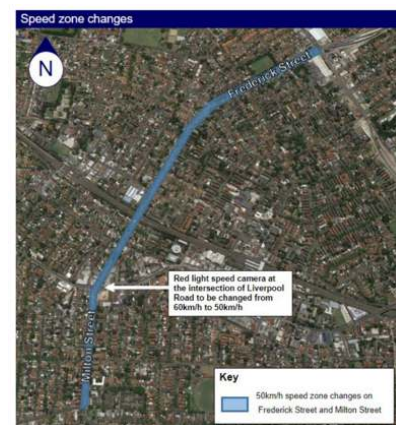 Speed zone changes
N
Frederick Street
Red light speed camera at
the intersection of Liverpool
Road to be changed from
60km/h to 50km/h
Milton Street
Key
50km/h speed zone changes on
Frederick Street and Milton Street